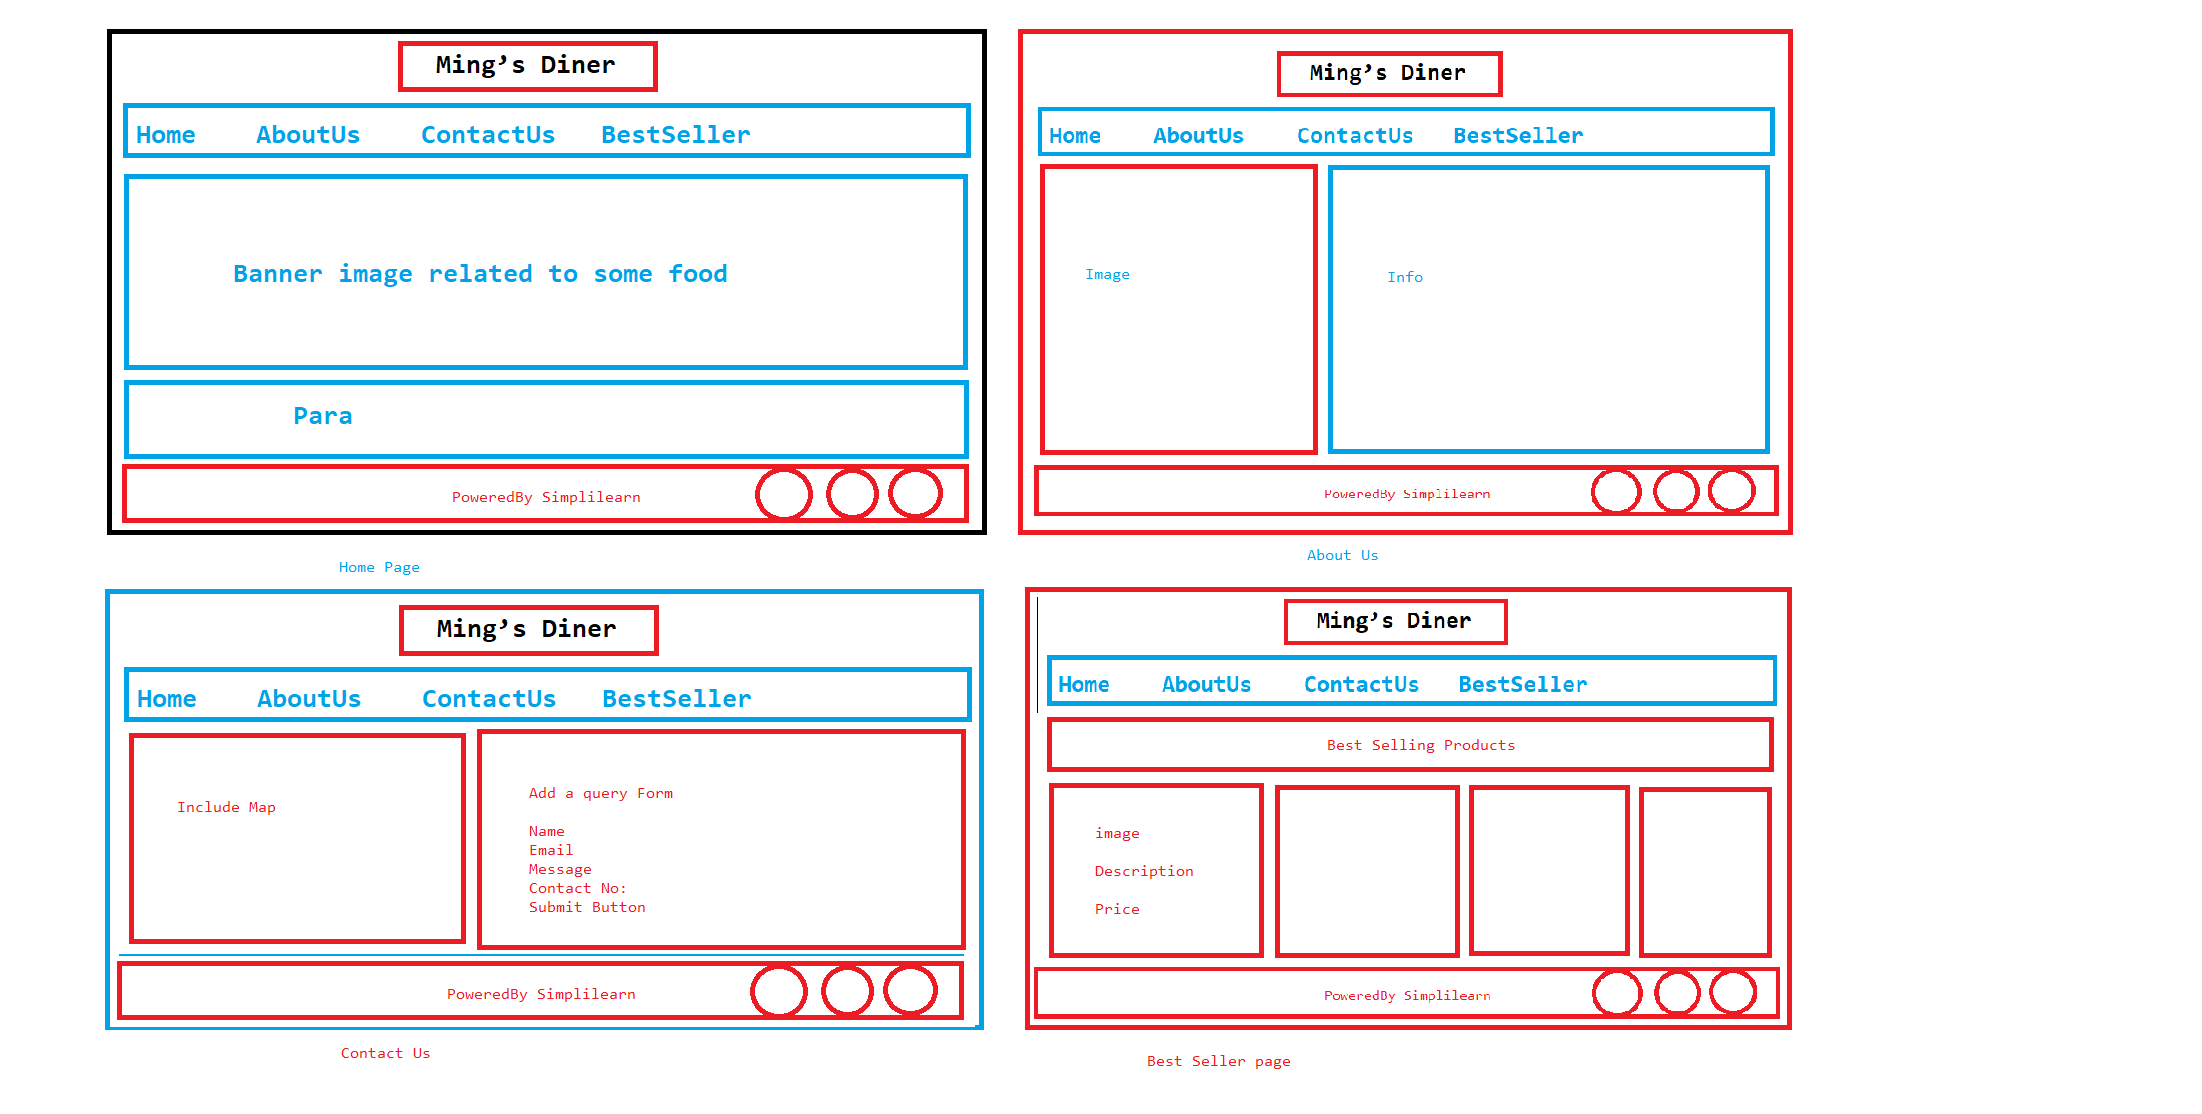 Ming’s Diner
Home AboutUs ContactUs BestSeller
Banner image related to some food
Para
PoweredBy Simplilearn
Home Page
Ming’s Diner
Home AboutUs ContactUs BestSeller
Image
Info
PoweredBy Simplilearn
About Us
Ming’s Diner
Home AboutUs ContactUs BestSeller
Include Map
Add a query Form
Name
Email
Message
Contact No:
Submit Button
PoweredBy Simplilearn
Contact Us
Ming’s Diner
Home AboutUs ContactUs BestSeller
Best Selling Products
image
Description
Price
PoweredBy Simplilearn
Best Seller page